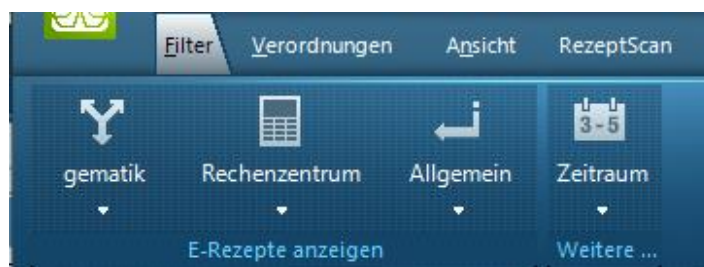 Filter Verordnungen Ansicht RezeptScan
3-5
gematik Rechenzentrum Allgemein Zeitraum
E-Rezepte anzeigen Weitere ...